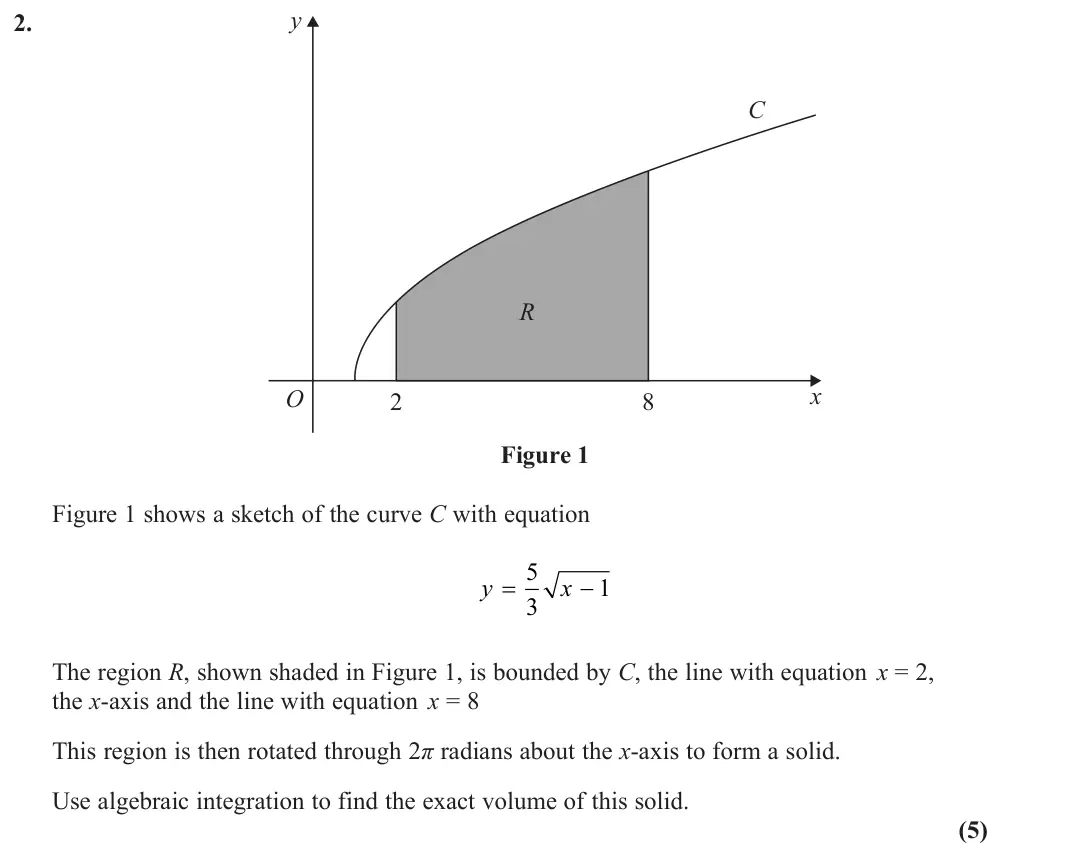 2.
y
C
R
O
2
8
x
Figure 1
Figure 1 shows a sketch of the curve C with equation
y = 5/3 √(x − 1)
The region R, shown shaded in Figure 1, is bounded by C, the line with equation x = 2,
the x-axis and the line with equation x = 8
This region is then rotated through 2π radians about the x-axis to form a solid.
Use algebraic integration to find the exact volume of this solid.
(5)